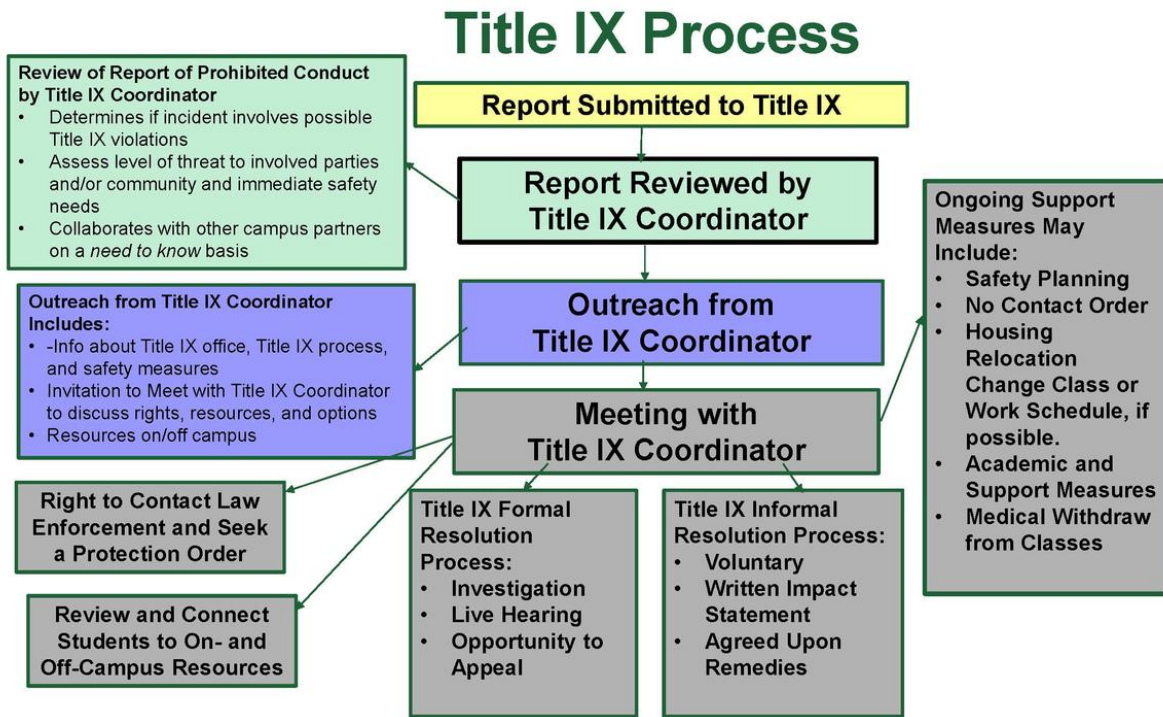 Title IX Process
Review of Report of Prohibited Conduct
by Title IX Coordinator
• Determines if incident involves possible
Title IX violations
• Assess level of threat to involved parties
and/or community and immediate safety
needs
• Collaborates with other campus partners
on a need to know basis
Report Submitted to Title IX
Report Reviewed by
Title IX Coordinator
Outreach from Title IX Coordinator
Includes:
• -Info about Title IX office, Title IX process,
and safety measures
• Invitation to Meet with Title IX Coordinator
to discuss rights, resources, and options
• Resources on/off campus
Outreach from
Title IX Coordinator
Meeting with
Title IX Coordinator
Ongoing Support
Measures May
Include:
• Safety Planning
• No Contact Order
• Housing
Relocation
Change Class or
Work Schedule, if
possible.
• Academic and
Support Measures
• Medical Withdraw
from Classes
Right to Contact Law
Enforcement and Seek
a Protection Order
Review and Connect
Students to On- and
Off-Campus Resources
Title IX Formal
Resolution
Process:
• Investigation
• Live Hearing
• Opportunity to
Appeal
Title IX Informal
Resolution Process:
• Voluntary
• Written Impact
Statement
• Agreed Upon
Remedies